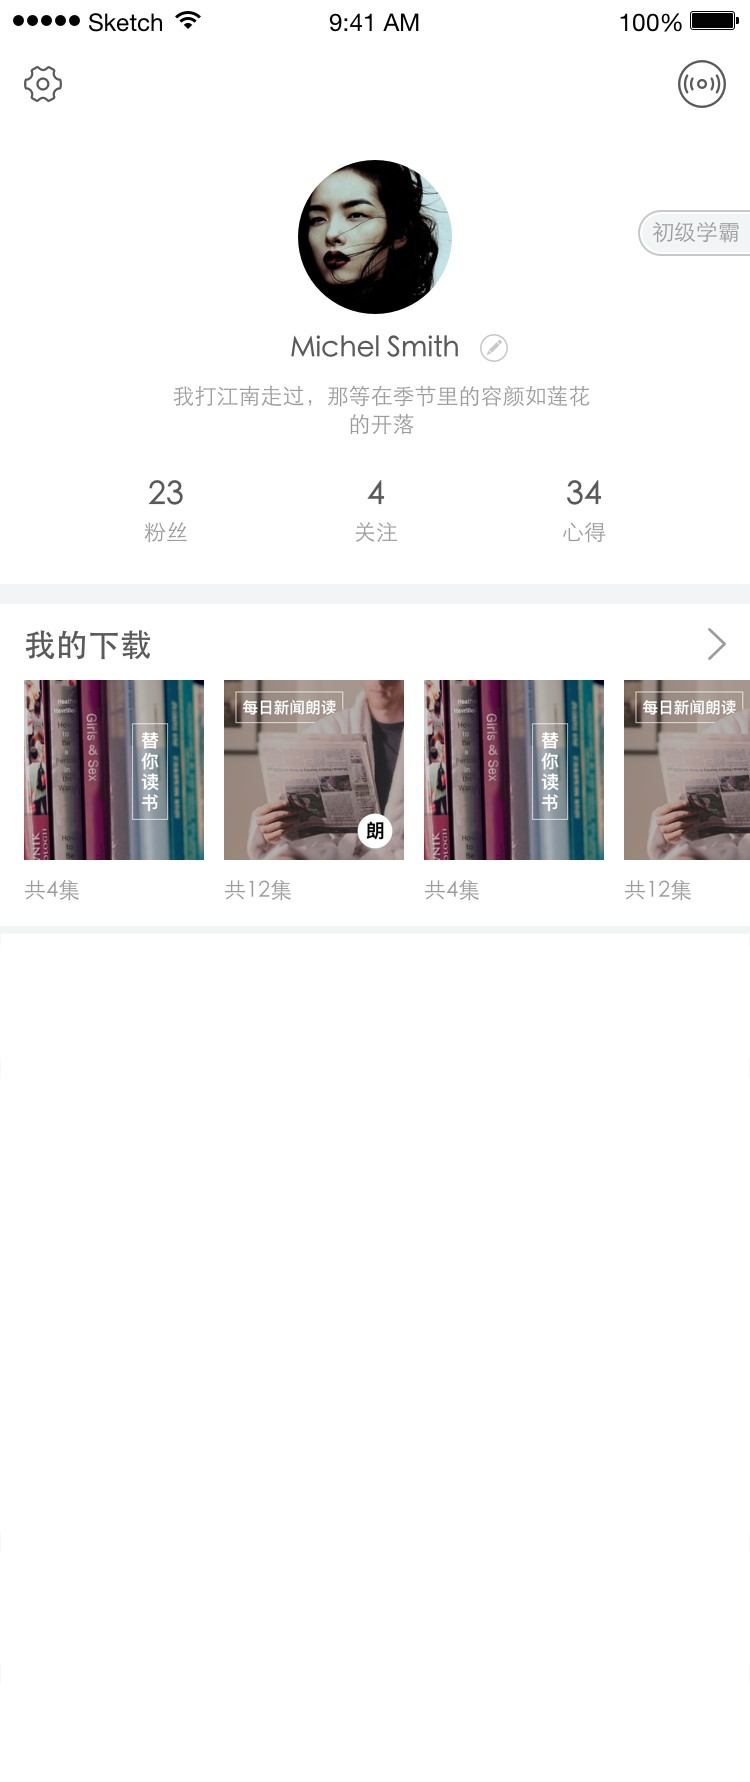 Sketch 9:41 AM 100%
初级学霸
Michel Smith
我打江南走过，那等在季节里的容颜如莲花
的开落
23 4 34
粉丝 关注 心得
我的下载
Girls & Sex
替你读书
每日新闻朗读
朗
Girls & Sex
替你读书
每日新闻朗读
共4集 共12集 共4集 共12集